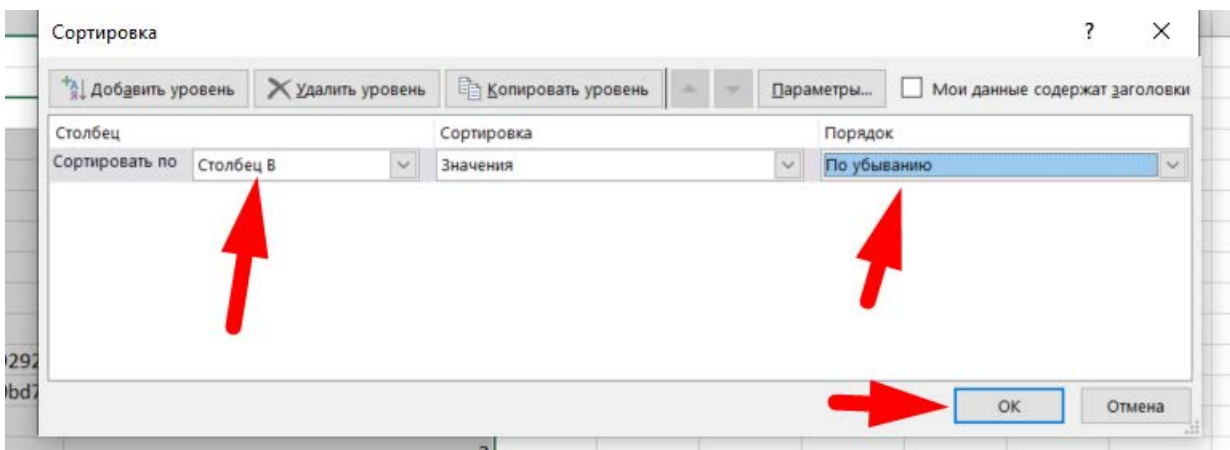 Сортировка ?
Добавить уровень Удалить уровень Копировать уровень Параметры... Мои данные содержат заголовки
Столбец Сортировка Порядок
Сортировать по Столбец B Значения По убыванию
OK Отмена